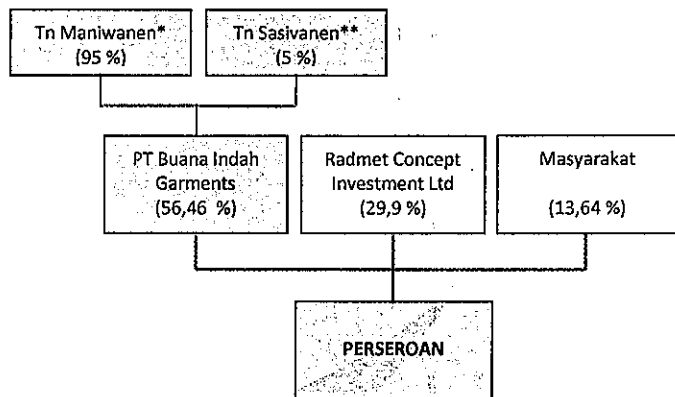 Tn Maniwanen*
(95 %)
Tn Sasivanen**
(5 %)
PT Buana Indah
Garments
(56,46 %)
Radmet Concept
Investment Ltd
(29,9 %)
Masyarakat
(13,64 %)
PERSEROAN